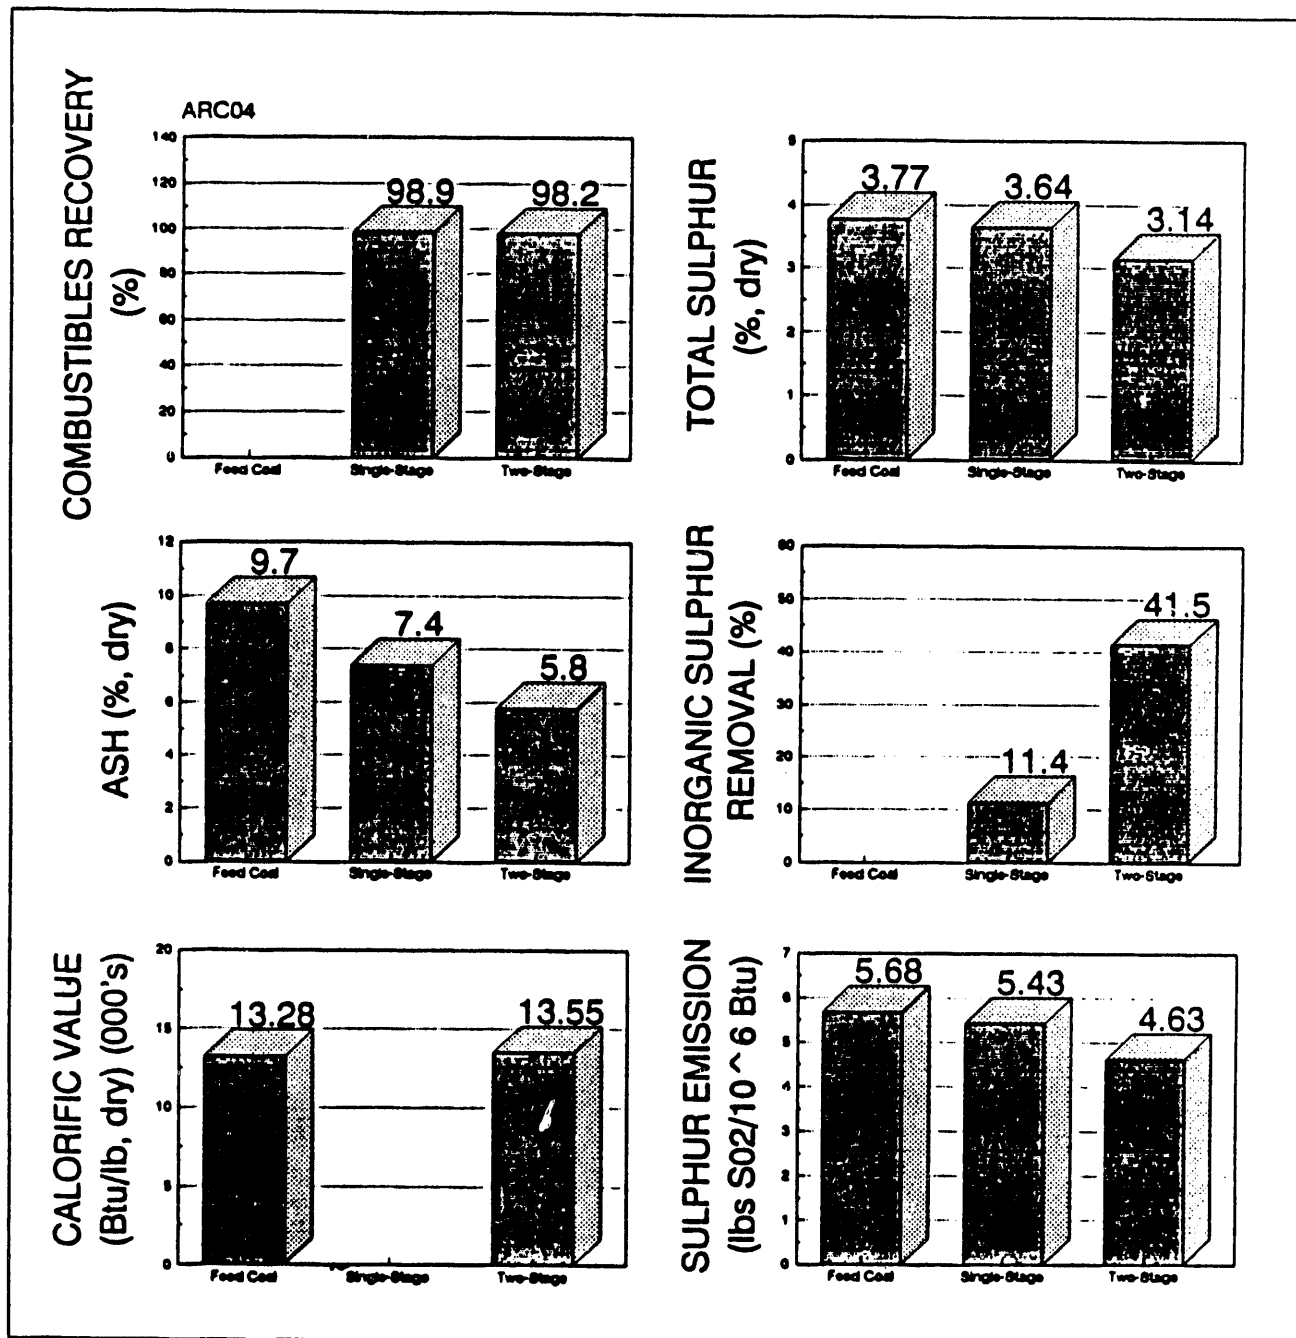 ARC04
COMBUSTIBLES RECOVERY
(%)
140
120
100
80
60
40
20
0
98.9
98.2
Feed Coal
Single-Stage
Two-Stage
TOTAL SULPHUR
(%, dry)
5
4
3
2
1
0
3.77
3.64
3.14
Feed Coal
Single-Stage
Two-Stage
ASH (%, dry)
12
10
8
6
4
2
0
9.7
7.4
5.8
Feed Coal
Single-Stage
Two-Stage
INORGANIC SULPHUR
REMOVAL (%)
60
50
40
30
20
10
0
11.4
41.5
Feed Coal
Single-Stage
Two-Stage
CALORIFIC VALUE
(Btu/lb, dry) (000's)
20
15
10
5
0
13.28
13.55
Feed Coal
Single-Stage
Two-Stage
SULPHUR EMISSION
(lbs S02/10^6 Btu)
7
6
5
4
3
2
1
0
5.68
5.43
4.63
Feed Coal
Single-Stage
Two-Stage